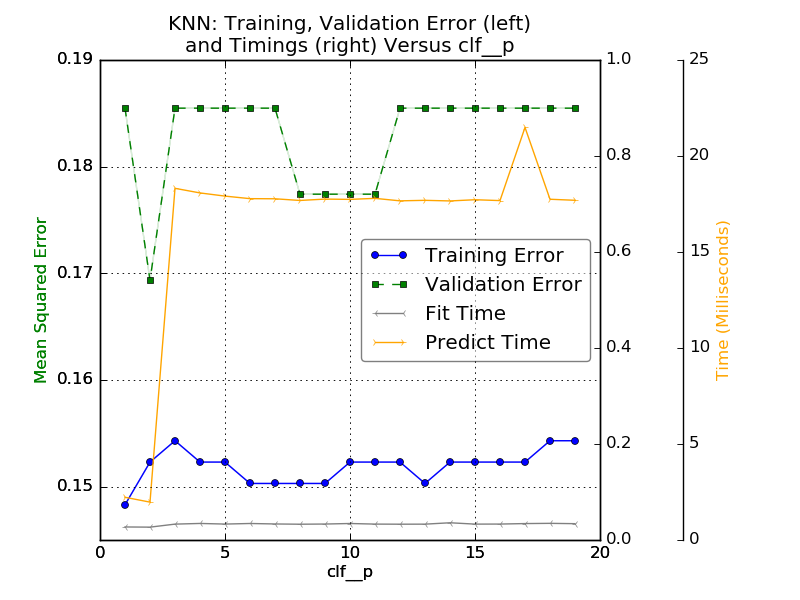 KNN: Training, Validation Error (left)
and Timings (right) Versus clf__p
0.19
0.18
0.17
0.16
0.15
Mean Squared Error
0
5
10
15
20
clf__p
1.0
0.8
0.6
0.4
0.2
0.0
25
20
15
10
5
0
Time (Milliseconds)
Training Error
Validation Error
Fit Time
Predict Time